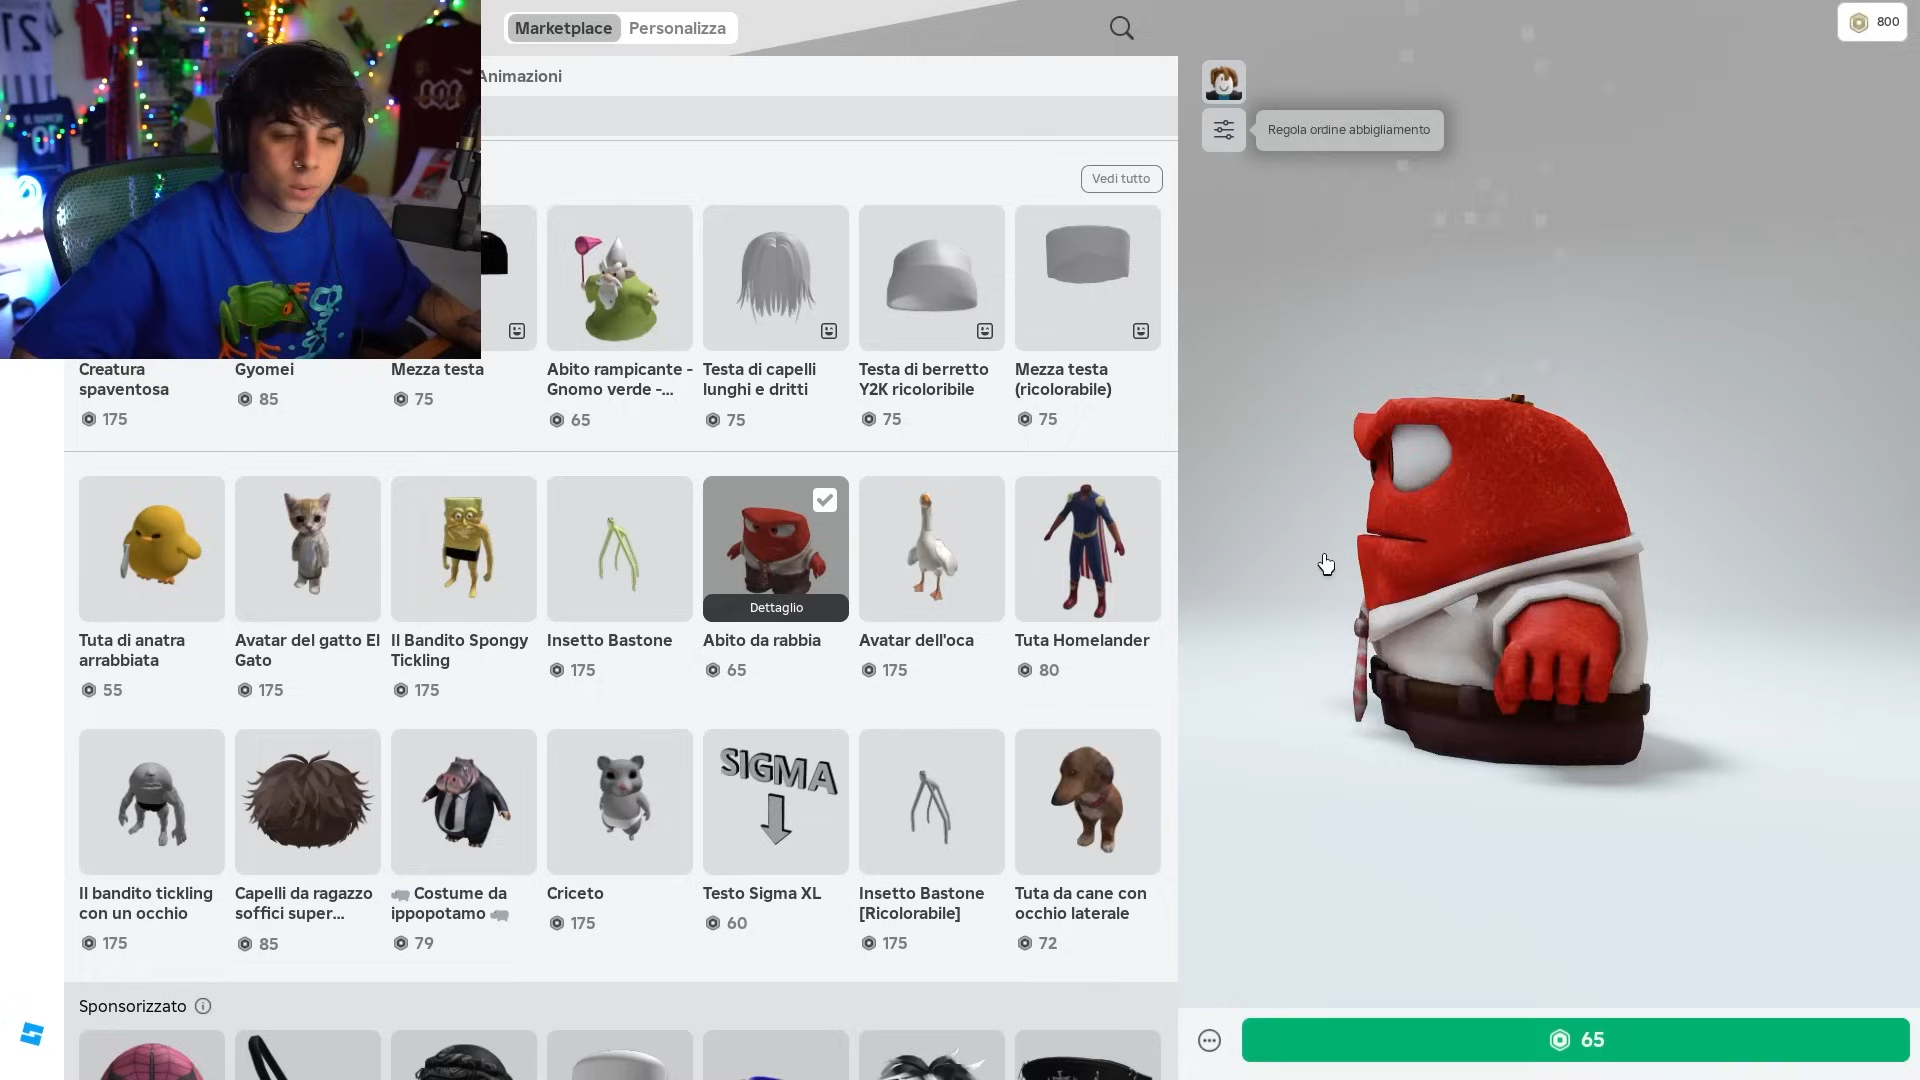 Marketplace
Personalizza
800
Animazioni
Regola ordine abbigliamento
Vedi tutto
Creatura
spaventosa
175
Gyomei
85
Mezza testa
75
Abito rampicante -
Gnomo verde -...
65
Testa di capelli
lunghi e dritti
75
Testa di berretto
Y2K ricoloribile
75
Mezza testa
(ricolorabile)
75
Dettaglio
Tuta di anatra
arrabbiata
55
Avatar del gatto El
Gato
175
Il Bandito Spongy
Tickling
175
Insetto Bastone
175
Abito da rabbia
65
Avatar dell'oca
175
Tuta Homelander
80
SIGMA
Il bandito tickling
con un occhio
175
Capelli da ragazzo
soffici super...
85
Costume da
ippopotamo
79
Criceto
175
Testo Sigma XL
60
Insetto Bastone
[Ricolorabile]
175
Tuta da cane con
occhio laterale
72
Sponsorizzato
65